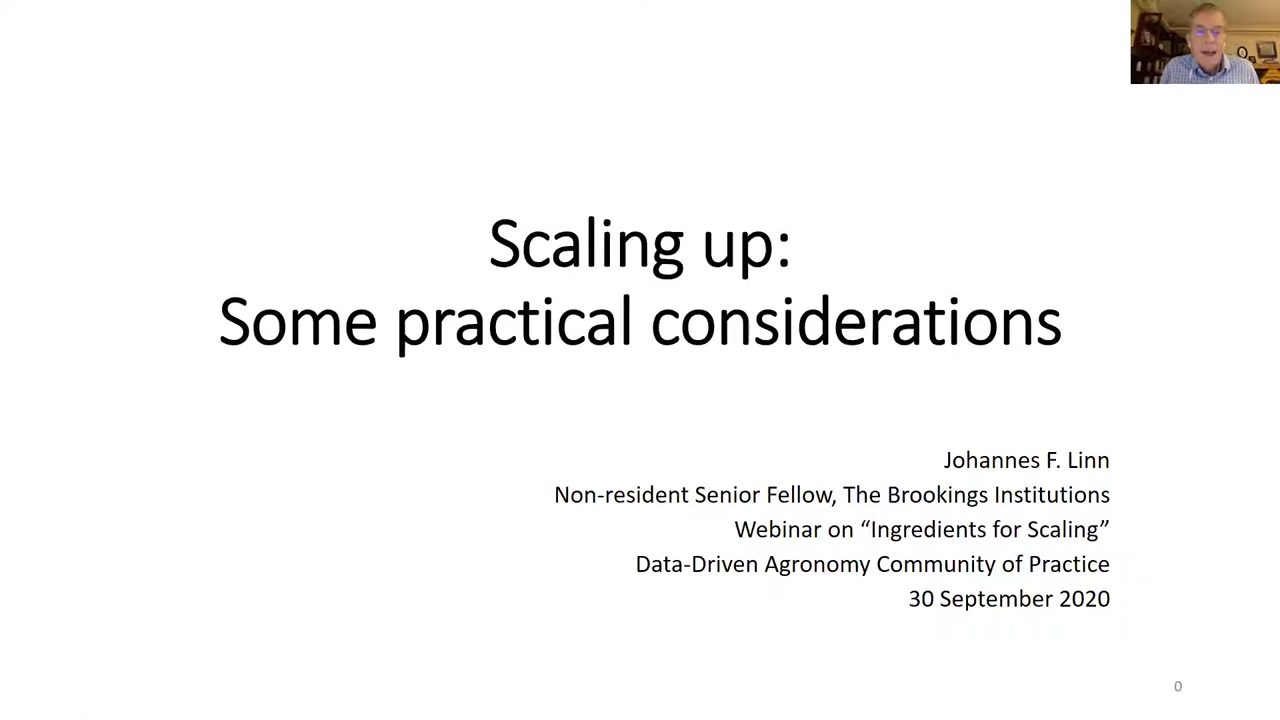 Scaling up:
Some practical considerations
Johannes F. Linn
Non-resident Senior Fellow, The Brookings Institutions
Webinar on “Ingredients for Scaling”
Data-Driven Agronomy Community of Practice
30 September 2020
0